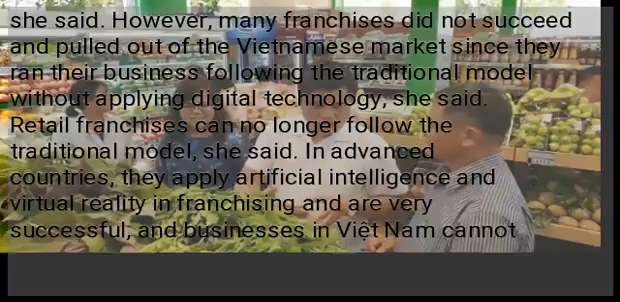 she said. However, many franchises did not succeed
and pulled out of the Vietnamese market since they
ran their business following the traditional model
without applying digital technology, she said.
Retail franchises can no longer follow the
traditional model, she said. In advanced
countries, they apply artificial intelligence and
virtual reality in franchising and are very
successful, and businesses in Việt Nam cannot